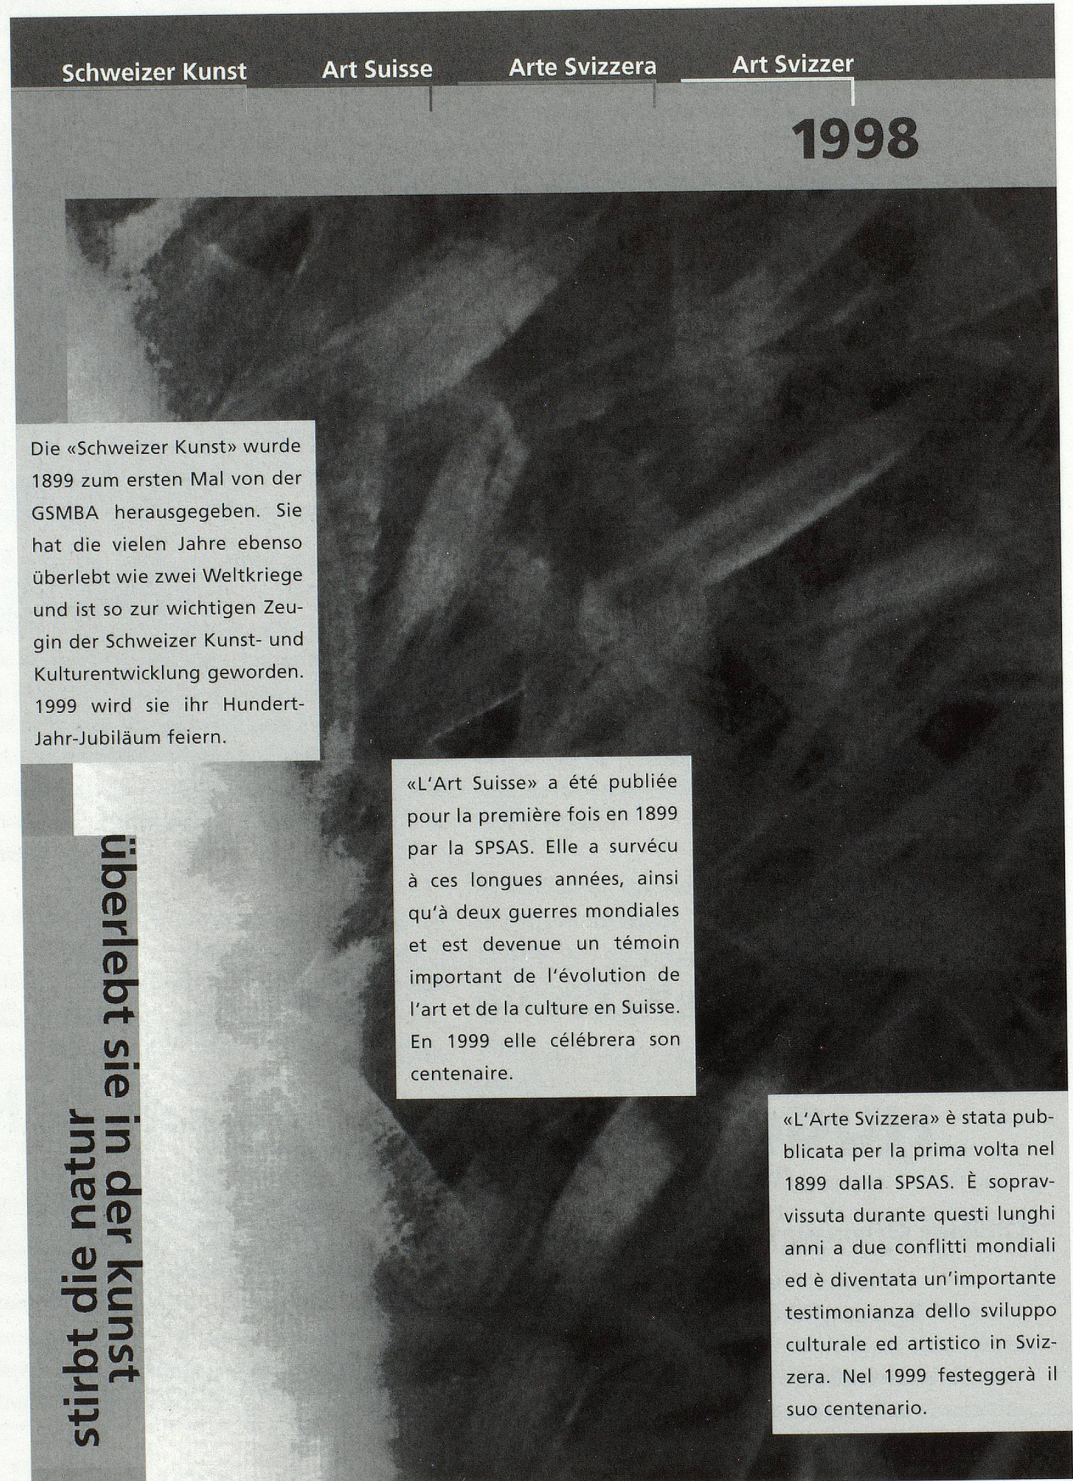 Schweizer Kunst Art Suisse Arte Svizzera Art Svizzer
1998
Die «Schweizer Kunst» wurde
1899 zum ersten Mal von der
GSMBA herausgegeben. Sie
hat die vielen Jahre ebenso
überlebt wie zwei Weltkriege
und ist so zur wichtigen Zeu-
gin der Schweizer Kunst- und
Kulturentwicklung geworden.
1999 wird sie ihr Hundert-
Jahr-Jubiläum feiern.
«L'Art Suisse» a été publiée
pour la première fois en 1899
par la SPSAS. Elle a survécu
à ces longues années, ainsi
qu'à deux guerres mondiales
et est devenue un témoin
important de l'évolution de
l'art et de la culture en Suisse.
En 1999 elle célébrera son
centenaire.
«L'Arte Svizzera» è stata pub-
blicata per la prima volta nel
1899 dalla SPSAS. È soprav-
vissuta durante questi lunghi
anni a due conflitti mondiali
ed è diventata un'importante
testimonianza dello sviluppo
culturale ed artistico in Sviz-
zera. Nel 1999 festeggerà il
suo centenario.
stirbt die natur
überlebt sie in der kunst